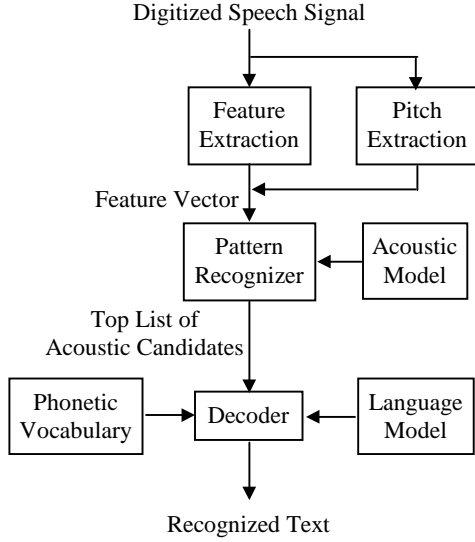 Digitized Speech Signal
Feature
Extraction
Pitch
Extraction
Feature Vector
Pattern
Recognizer
Acoustic
Model
Top List of
Acoustic Candidates
Phonetic
Vocabulary
Decoder
Language
Model
Recognized Text